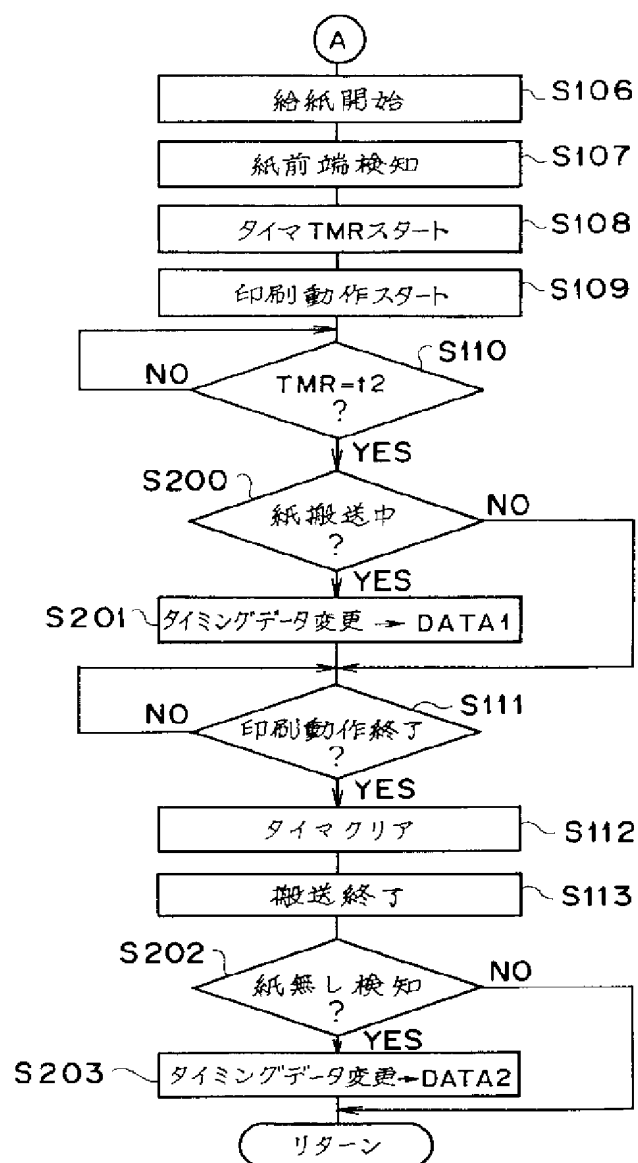 A
給紙開始 S106
紙前端検知 S107
タイマTMRスタート S108
印刷動作スタート S109
S110
NO TMR=t2
?
YES
S200
紙搬送中 NO
?
YES
S201 タイミングデータ変更→DATA1
S111
NO 印刷動作終了
?
YES
タイマクリア S112
搬送終了 S113
S202
紙無し検知 NO
?
YES
S203 タイミングデータ変更→DATA2
リターン